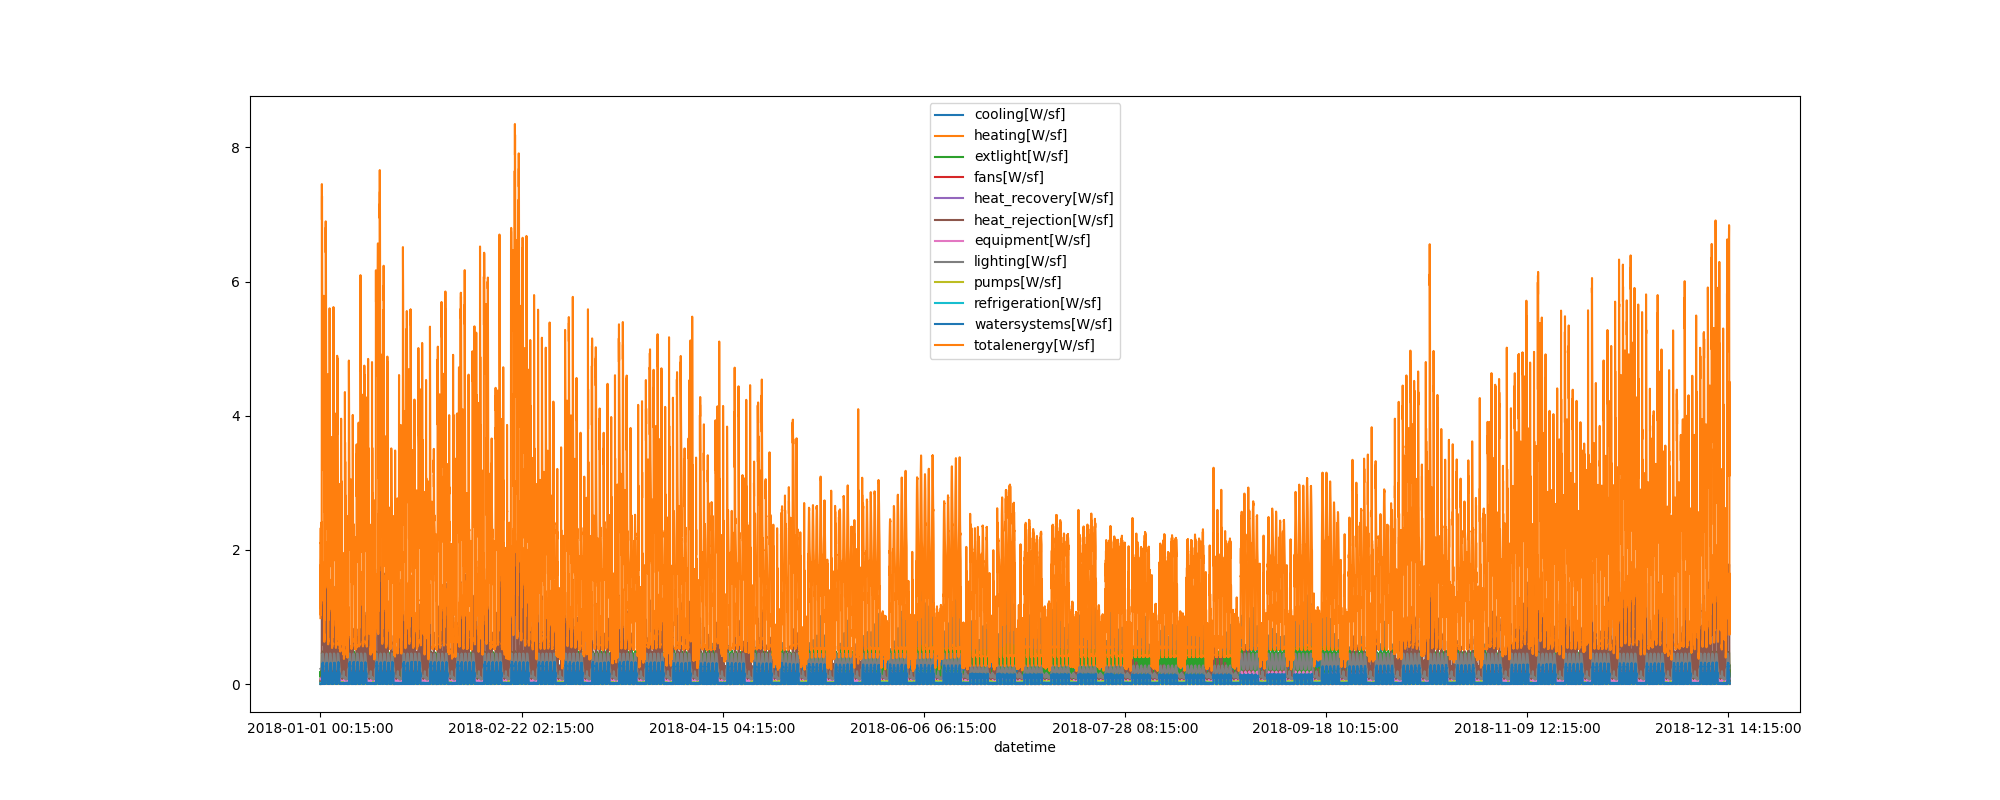 cooling[W/sf]
heating[W/sf]
extlight[W/sf]
fans[W/sf]
heat_recovery[W/sf]
heat_rejection[W/sf]
equipment[W/sf]
lighting[W/sf]
pumps[W/sf]
refrigeration[W/sf]
watersystems[W/sf]
totalenergy[W/sf]
8
6
4
2
0
2018-01-01 00:15:00 2018-02-22 02:15:00 2018-04-15 04:15:00 2018-06-06 06:15:00 2018-07-28 08:15:00 2018-09-18 10:15:00 2018-11-09 12:15:00 2018-12-31 14:15:00
datetime